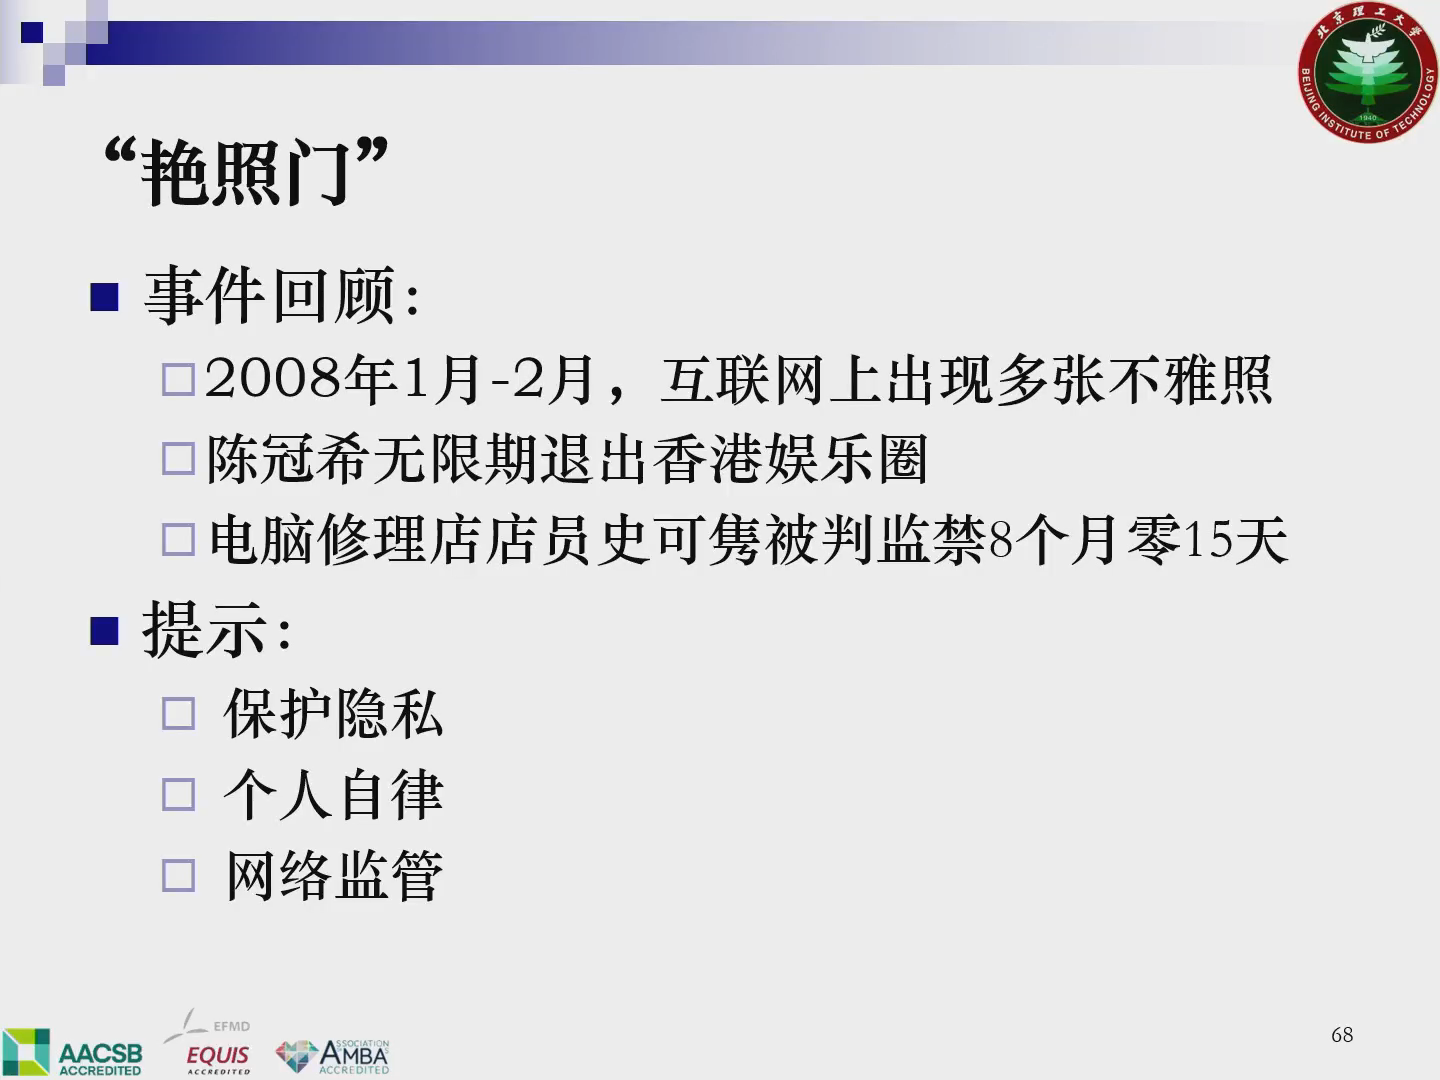 北京理工大学
BEIJING INSTITUTE OF TECHNOLOGY
1940
“艳照门”
事件回顾：
2008年1月-2月，互联网上出现多张不雅照
陈冠希无限期退出香港娱乐圈
电脑修理店店员史可隽被判监禁8个月零15天
提示：
保护隐私
个人自律
网络监管
AACSB
ACCREDITED
EFMD
EQUIS
ACCREDITED
ASSOCIATION
AMBA
ACCREDITED
68